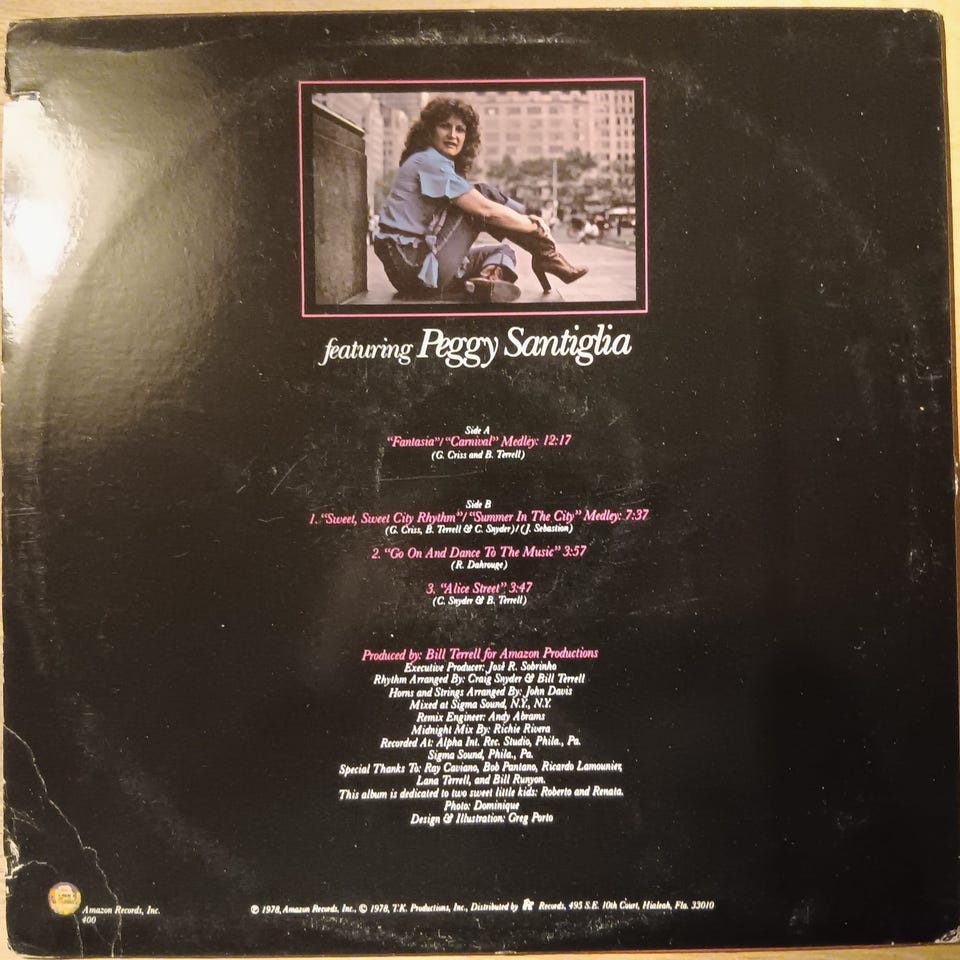 featuring Peggy Santiglia
Side A
"Fantasia"/"Carnival" Medley: 12:17
(G. Criss and B. Terrell)
Side B
1. "Sweet, Sweet City Rhythm"/"Summer In The City" Medley: 7:37
(G. Criss, B. Terrell & C. Snyder)/(J. Sebastion)
2. "Go On And Dance To The Music" 3:57
(R. Dahrouge)
3. "Alice Street": 3:47
(C. Snyder & B. Terrell)
Produced by: Bill Terrell for Amazon Productions
Executive Producer: José R. Sobrinho
Rhythm Arranged By: Craig Snyder & Bill Terrell
Horns and Strings Arranged By: John Davis
Mixed at Sigma Sound, N.Y., N.Y.
Remix Engineer: Andy Abrams
Midnight Mix By: Richie Rivera
Recorded At: Alpha Int. Rec. Studio, Phila., Pa.
Sigma Sound, Phila., Pa.
Special Thanks To: Ray Caviano, Bob Pantano, Ricardo Lamounier,
Lana Terrell, and Bill Runyon.
This album is dedicated to two sweet little kids: Roberto and Renata.
Photo: Dominique
Design & Illustration: Greg Porto
Amazon Records, Inc.
400
℗ 1978, Amazon Records, Inc., © 1978, T.K. Productions, Inc., Distributed by TK Records, 495 S.E. 10th Court, Hialeah, Fla. 33010